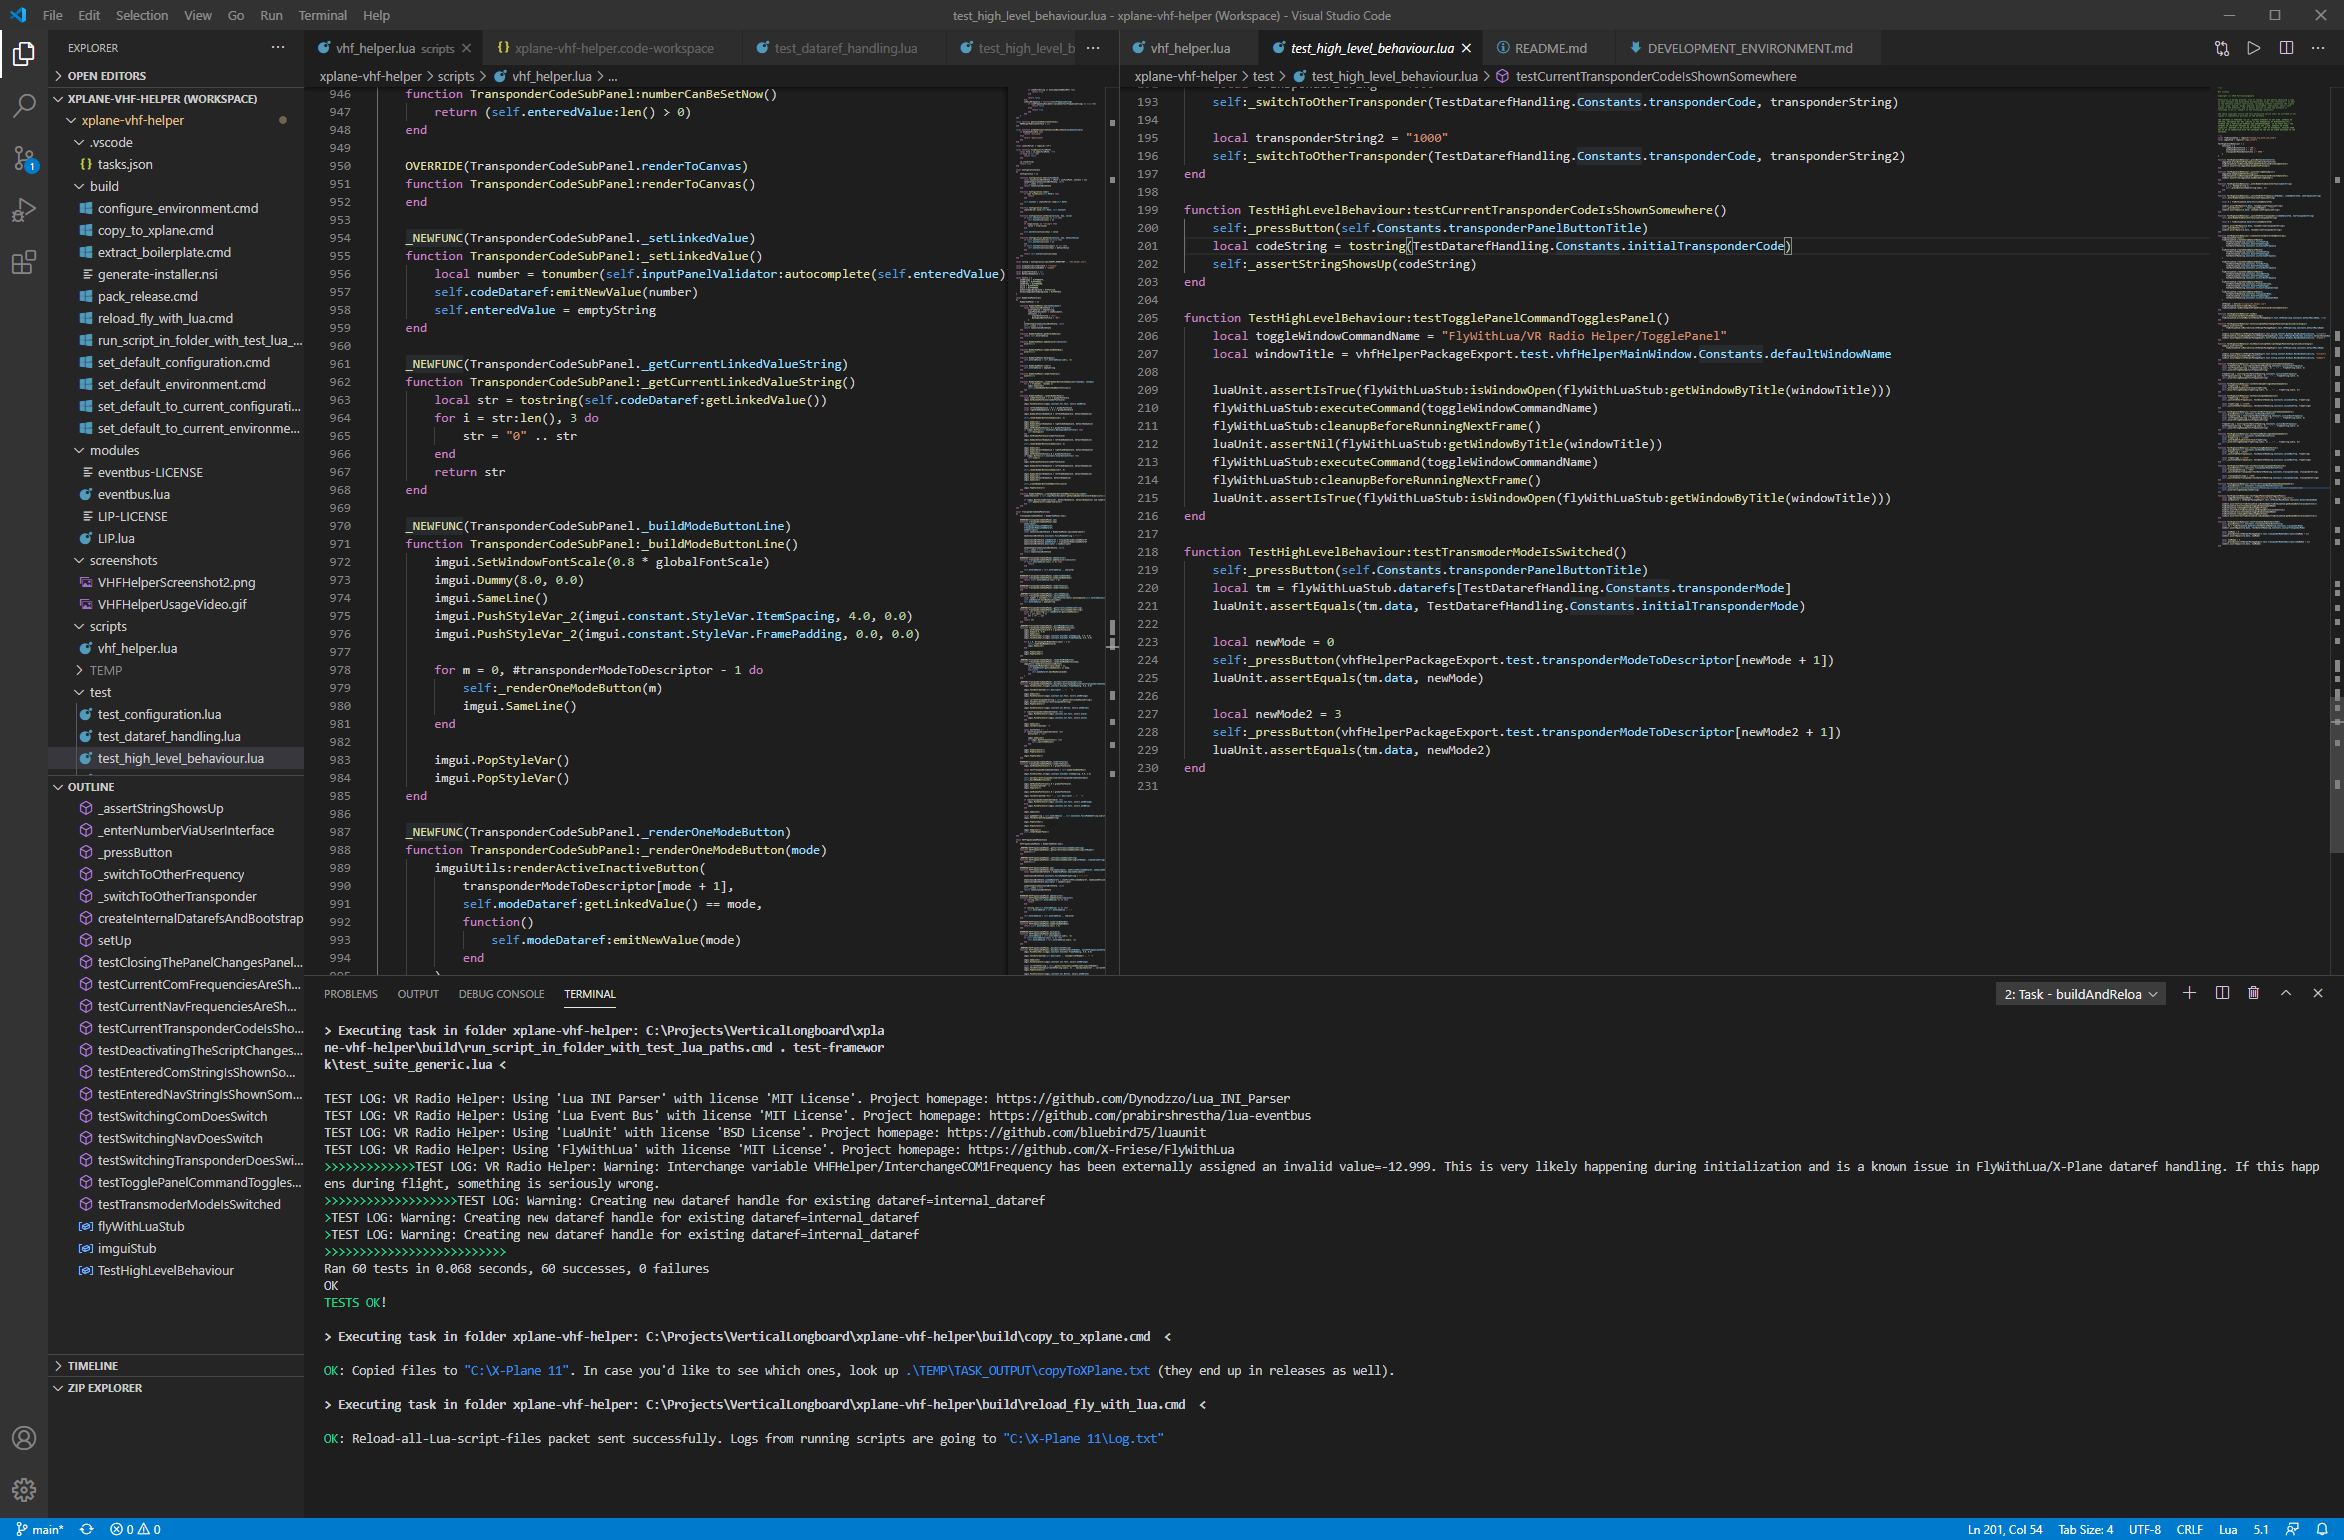 File Edit Selection View Go Run Terminal Help
test_high_level_behaviour.lua - xplane-vhf-helper (Workspace) - Visual Studio Code
EXPLORER
OPEN EDITORS
XPLANE-VHF-HELPER (WORKSPACE)
xplane-vhf-helper
.vscode
tasks.json
build
configure_environment.cmd
copy_to_xplane.cmd
extract_boilerplate.cmd
generate-installer.nsi
pack_release.cmd
reload_fly_with_lua.cmd
run_script_in_folder_with_test_lua_...
set_default_configuration.cmd
set_default_environment.cmd
set_default_to_current_configurati...
set_default_to_current_environme...
modules
eventbus-LICENSE
eventbus.lua
LIP-LICENSE
LIP.lua
screenshots
VHFHelperScreenshot2.png
VHFHelperUsageVideo.gif
scripts
vhf_helper.lua
TEMP
test
test_configuration.lua
test_dataref_handling.lua
test_high_level_behaviour.lua
OUTLINE
_assertStringShowsUp
_enterNumberViaUserInterface
_pressButton
_switchToOtherFrequency
_switchToOtherTransponder
createInternalDatarefsAndBootstrap
setUp
testClosingThePanelChangesPanel...
testCurrentComFrequenciesAreSh...
testCurrentNavFrequenciesAreSh...
testCurrentTransponderCodeIsSho...
testDeactivatingTheScriptChanges...
testEnteredComStringIsShownSo...
testEnteredNavStringIsShownSom...
testSwitchingComDoesSwitch
testSwitchingNavDoesSwitch
testSwitchingTransponderDoesSwi...
testTogglePanelCommandToggles...
testTransmoderModeIsSwitched
flyWithLuaStub
imguiStub
TestHighLevelBehaviour
TIMELINE
ZIP EXPLORER
vhf_helper.lua scripts
xplane-vhf-helper.code-workspace
test_dataref_handling.lua
test_high_level_b
xplane-vhf-helper > scripts > vhf_helper.lua > ...
946 function TransponderCodeSubPanel:numberCanBeSetNow()
947 return (self.enteredValue:len() > 0)
948 end
949
950 OVERRIDE(TransponderCodeSubPanel.renderToCanvas)
951 function TransponderCodeSubPanel:renderToCanvas()
952 end
953
954 _NEWFUNC(TransponderCodeSubPanel._setLinkedValue)
955 function TransponderCodeSubPanel:_setLinkedValue()
956 local number = tonumber(self.inputPanelValidator:autocomplete(self.enteredValue)
957 self.codeDataref:emitNewValue(number)
958 self.enteredValue = emptyString
959 end
960
961 _NEWFUNC(TransponderCodeSubPanel._getCurrentLinkedValueString)
962 function TransponderCodeSubPanel:_getCurrentLinkedValueString()
963 local str = tostring(self.codeDataref:getLinkedValue())
964 for i = str:len(), 3 do
965 str = "0" .. str
966 end
967 return str
968 end
969
970 _NEWFUNC(TransponderCodeSubPanel._buildModeButtonLine)
971 function TransponderCodeSubPanel:_buildModeButtonLine()
972 imgui.SetWindowFontScale(0.8 * globalFontScale)
973 imgui.Dummy(8.0, 0.0)
974 imgui.SameLine()
975 imgui.PushStyleVar_2(imgui.constant.StyleVar.ItemSpacing, 4.0, 0.0)
976 imgui.PushStyleVar_2(imgui.constant.StyleVar.FramePadding, 0.0, 0.0)
977
978 for m = 0, #transponderModeToDescriptor - 1 do
979 self:_renderOneModeButton(m)
980 imgui.SameLine()
981 end
982
983 imgui.PopStyleVar()
984 imgui.PopStyleVar()
985 end
986
987 _NEWFUNC(TransponderCodeSubPanel._renderOneModeButton)
988 function TransponderCodeSubPanel:_renderOneModeButton(mode)
989 imguiUtils:renderActiveInactiveButton(
990 transponderModeToDescriptor[mode + 1],
991 self.modeDataref:getLinkedValue() == mode,
992 function()
993 self.modeDataref:emitNewValue(mode)
994 end
vhf_helper.lua
test_high_level_behaviour.lua
README.md
DEVELOPMENT_ENVIRONMENT.md
xplane-vhf-helper > test > test_high_level_behaviour.lua > testCurrentTransponderCodeIsShownSomewhere
193 self:_switchToOtherTransponder(TestDatarefHandling.Constants.transponderCode, transponderString)
194
195 local transponderString2 = "1000"
196 self:_switchToOtherTransponder(TestDatarefHandling.Constants.transponderCode, transponderString2)
197 end
198
199 function TestHighLevelBehaviour:testCurrentTransponderCodeIsShownSomewhere()
200 self:_pressButton(self.Constants.transponderPanelButtonTitle)
201 local codeString = tostring(TestDatarefHandling.Constants.initialTransponderCode)
202 self:_assertStringShowsUp(codeString)
203 end
204
205 function TestHighLevelBehaviour:testTogglePanelCommandTogglesPanel()
206 local toggleWindowCommandName = "FlyWithLua/VR Radio Helper/TogglePanel"
207 local windowTitle = vhfHelperPackageExport.test.vhfHelperMainWindow.Constants.defaultWindowName
208
209 luaUnit.assertIsTrue(flyWithLuaStub:isWindowOpen(flyWithLuaStub:getWindowByTitle(windowTitle)))
210 flyWithLuaStub:executeCommand(toggleWindowCommandName)
211 flyWithLuaStub:cleanupBeforeRunningNextFrame()
212 luaUnit.assertNil(flyWithLuaStub:getWindowByTitle(windowTitle))
213 flyWithLuaStub:executeCommand(toggleWindowCommandName)
214 flyWithLuaStub:cleanupBeforeRunningNextFrame()
215 luaUnit.assertIsTrue(flyWithLuaStub:isWindowOpen(flyWithLuaStub:getWindowByTitle(windowTitle)))
216 end
217
218 function TestHighLevelBehaviour:testTransmoderModeIsSwitched()
219 self:_pressButton(self.Constants.transponderPanelButtonTitle)
220 local tm = flyWithLuaStub.datarefs[TestDatarefHandling.Constants.transponderMode]
221 luaUnit.assertEquals(tm.data, TestDatarefHandling.Constants.initialTransponderMode)
222
223 local newMode = 0
224 self:_pressButton(vhfHelperPackageExport.test.transponderModeToDescriptor[newMode + 1])
225 luaUnit.assertEquals(tm.data, newMode)
226
227 local newMode2 = 3
228 self:_pressButton(vhfHelperPackageExport.test.transponderModeToDescriptor[newMode2 + 1])
229 luaUnit.assertEquals(tm.data, newMode2)
230 end
231
PROBLEMS OUTPUT DEBUG CONSOLE TERMINAL
2: Task - buildAndReloa
> Executing task in folder xplane-vhf-helper: C:\Projects\VerticalLongboard\xpla
ne-vhf-helper\build\run_script_in_folder_with_test_lua_paths.cmd . test-framewor
k\test_suite_generic.lua <
TEST LOG: VR Radio Helper: Using 'Lua INI Parser' with license 'MIT License'. Project homepage: https://github.com/Dynodzzo/Lua_INI_Parser
TEST LOG: VR Radio Helper: Using 'Lua Event Bus' with license 'MIT License'. Project homepage: https://github.com/prabirshrestha/lua-eventbus
TEST LOG: VR Radio Helper: Using 'LuaUnit' with license 'BSD License'. Project homepage: https://github.com/bluebird75/luaunit
TEST LOG: VR Radio Helper: Using 'FlyWithLua' with license 'MIT License'. Project homepage: https://github.com/X-Friese/FlyWithLua
>>>>>>>>>>>>>TEST LOG: VR Radio Helper: Warning: Interchange variable VHFHelper/InterchangeCOM1Frequency has been externally assigned an invalid value=-12.999. This is very likely happening during initialization and is a known issue in FlyWithLua/X-Plane dataref handling. If this happ
ens during flight, something is seriously wrong.
>>>>>>>>>>>>>>>>>>>TEST LOG: Warning: Creating new dataref handle for existing dataref=internal_dataref
>TEST LOG: Warning: Creating new dataref handle for existing dataref=internal_dataref
>TEST LOG: Warning: Creating new dataref handle for existing dataref=internal_dataref
>>>>>>>>>>>>>>>>>>>>>>>>>>
Ran 60 tests in 0.068 seconds, 60 successes, 0 failures
OK
TESTS OK!
> Executing task in folder xplane-vhf-helper: C:\Projects\VerticalLongboard\xplane-vhf-helper\build\copy_to_xplane.cmd <
OK: Copied files to "C:\X-Plane 11". In case you'd like to see which ones, look up .\TEMP\TASK_OUTPUT\copyToXPlane.txt (they end up in releases as well).
> Executing task in folder xplane-vhf-helper: C:\Projects\VerticalLongboard\xplane-vhf-helper\build\reload_fly_with_lua.cmd <
OK: Reload-all-Lua-script-files packet sent successfully. Logs from running scripts are going to "C:\X-Plane 11\Log.txt"
main* 0 0
Ln 201, Col 54 Tab Size: 4 UTF-8 CRLF Lua 5.1